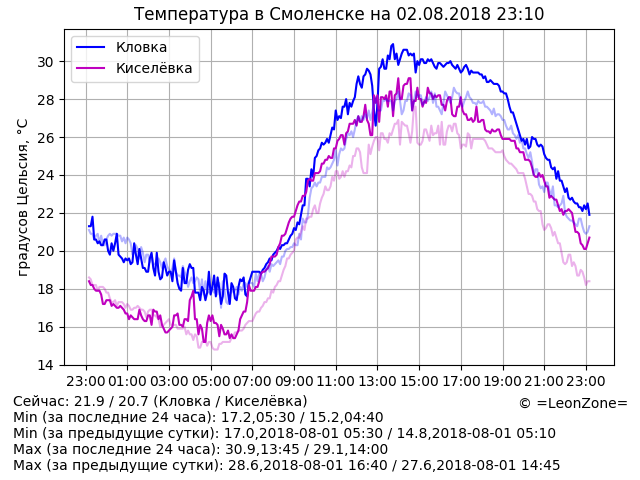 Температура в Смоленске на 02.08.2018 23:10
Кловка
Киселёвка
градусов Цельсия, °C
30
28
26
24
22
20
18
16
14
23:00 01:00 03:00 05:00 07:00 09:00 11:00 13:00 15:00 17:00 19:00 21:00 23:00
Сейчас: 21.9 / 20.7 (Кловка / Киселёвка)
© =LeonZone=
Min (за последние 24 часа): 17.2,05:30 / 15.2,04:40
Min (за предыдущие сутки): 17.0,2018-08-01 05:30 / 14.8,2018-08-01 05:10
Max (за последние 24 часа): 30.9,13:45 / 29.1,14:00
Max (за предыдущие сутки): 28.6,2018-08-01 16:40 / 27.6,2018-08-01 14:45